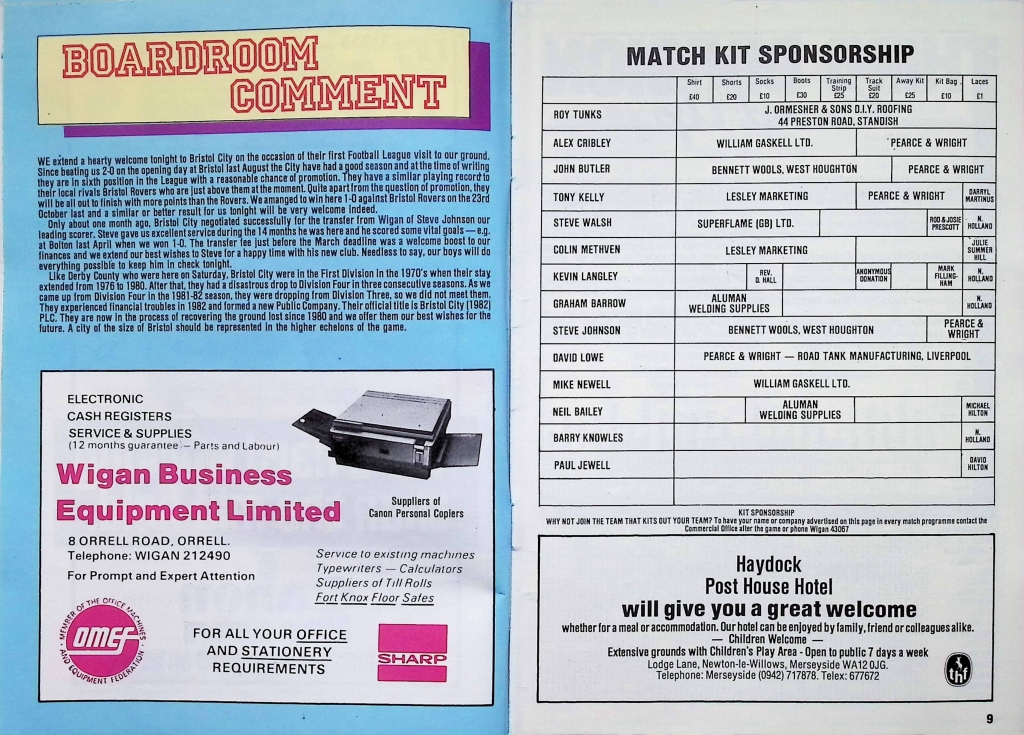 BOARDROOM
COMMENT
WE extend a hearty welcome tonight to Bristol City on the occasion of their first Football League visit to our ground.
Since beating us 2-0 on the opening day at Bristol last August the City have had a good season and at the time of writing
they are in sixth position in the League with a reasonable chance of promotion. They have a similar playing record to
their local rivals Bristol Rovers who are just above them at the moment. Quite apart from the question of promotion, they
will be all out to finish with more points than the Rovers. We amanged to win here 1-0 against Bristol Rovers on the 23rd
October last and a similar or better result for us tonight will be very welcome indeed.
Only about one month ago, Bristol City negotiated successfully for the transfer from Wigan of Steve Johnson our
leading scorer. Steve gave us excellent service during the 14 months he was here and he scored some vital goals — e.g.
at Bolton last April when we won 1-0. The transfer fee just before the March deadline was a welcome boost to our
finances and we extend our best wishes to Steve for a happy time with his new club. Needless to say, our boys will do
everything possible to keep him in check tonight.
Like Derby County who were here on Saturday, Bristol City were in the First Division in the 1970's when their stay
extended from 1976 to 1980. After that, they had a disastrous drop to Division Four in three consecutive seasons. As we
came up from Division Four in the 1981-82 season, they were dropping from Division Three, so we did not meet them.
They experienced financial troubles in 1982 and formed a new Public Company. Their official title is Bristol City (1982)
PLC. They are now in the process of recovering the ground lost since 1980 and we offer them our best wishes for the
future. A city of the size of Bristol should be represented in the higher echelons of the game.
ELECTRONIC
CASH REGISTERS
SERVICE & SUPPLIES
(12 months guarantee — Parts and Labour)
Wigan Business
Equipment Limited
Suppliers of
Canon Personal Copiers
8 ORRELL ROAD, ORRELL.
Telephone: WIGAN 212490
For Prompt and Expert Attention
Service to existing machines
Typewriters — Calculators
Suppliers of Till Rolls
Fort Knox Floor Safes
MEMBER OF THE OFFICE MACHINES
omef
AND EQUIPMENT FEDERATION
FOR ALL YOUR OFFICE
AND STATIONERY
REQUIREMENTS
SHARP
MATCH KIT SPONSORSHIP
Shirt £40 Shorts £20 Socks £10 Boots £30 Training Strip £25 Track Suit £20 Away Kit £25 Kit Bag £10 Laces £1
ROY TUNKS J. ORMESHER & SONS D.I.Y. ROOFING
44 PRESTON ROAD, STANDISH
ALEX CRIBLEY WILLIAM GASKELL LTD. PEARCE & WRIGHT
JOHN BUTLER BENNETT WOOLS, WEST HOUGHTON PEARCE & WRIGHT
TONY KELLY LESLEY MARKETING PEARCE & WRIGHT DARRYL MARTINUS
STEVE WALSH SUPERFLAME (GB) LTD. ROD & JOSIE PRESCOTT N. HOLLAND
COLIN METHVEN LESLEY MARKETING JULIE SUMMER HILL
KEVIN LANGLEY REV. D. HALL ANONYMOUS DONATION MARK FILLING-HAM N. HOLLAND
GRAHAM BARROW ALUMAN WELDING SUPPLIES N. HOLLAND
STEVE JOHNSON BENNETT WOOLS, WEST HOUGHTON PEARCE & WRIGHT
DAVID LOWE PEARCE & WRIGHT — ROAD TANK MANUFACTURING, LIVERPOOL
MIKE NEWELL WILLIAM GASKELL LTD.
NEIL BAILEY ALUMAN WELDING SUPPLIES MICHAEL HILTON
BARRY KNOWLES N. HOLLAND
PAUL JEWELL DAVID HILTON
KIT SPONSORSHIP
WHY NOT JOIN THE TEAM THAT KITS OUT YOUR TEAM? To have your name or company advertised on this page in every match programme contact the
Commercial Office after the game or phone Wigan 43067
Haydock
Post House Hotel
will give you a great welcome
whether for a meal or accommodation. Our hotel can be enjoyed by family, friend or colleagues alike.
— Children Welcome —
Extensive grounds with Children's Play Area - Open to public 7 days a week
Lodge Lane, Newton-le-Willows, Merseyside WA12 0JG.
Telephone: Merseyside (0942) 717878. Telex: 677672
thf
9